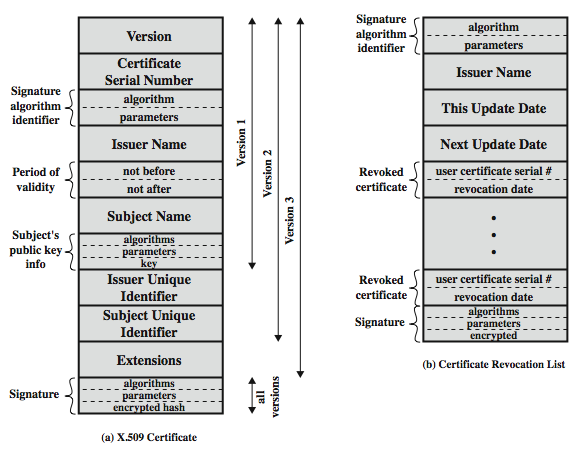 Version
Certificate
Serial Number
Signature
algorithm
identifier
algorithm
parameters
Issuer Name
Period of
validity
not before
not after
Subject Name
Subject's
public key
info
algorithms
parameters
key
Issuer Unique
Identifier
Subject Unique
Identifier
Extensions
Signature
algorithms
parameters
encrypted hash
Version 1
Version 2
Version 3
all
versions
(a) X.509 Certificate
Signature
algorithm
identifier
algorithm
parameters
Issuer Name
This Update Date
Next Update Date
Revoked
certificate
user certificate serial #
revocation date
Revoked
certificate
user certificate serial #
revocation date
Signature
algorithms
parameters
encrypted
(b) Certificate Revocation List